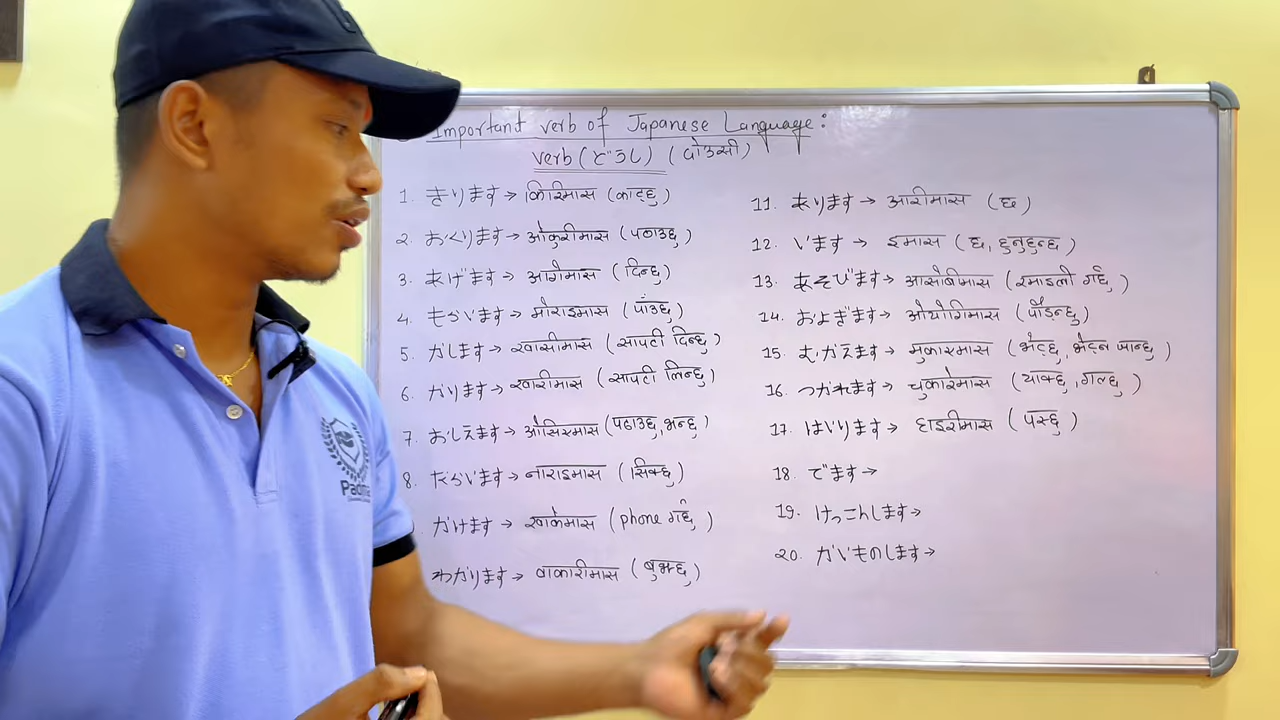 Important verb of Japanese Language:
verb (どうし) (दोउसी)
1. きります → किरिमास (काट्छु)
2. おくります → ओकुरीमास (पठाउछु)
3. あげます → आगेमास (दिन्छु)
4. もらいます → मोराइमास (पाँउछु)
5. かします → खासीमास (सापटी दिन्छु)
6. かります → खारीमास (सापटी लिन्छु)
7. おしえます → ओसिएमास (पढाउछु, भन्छु)
8. ならいます → नाराइमास (सिक्छु)
かけます → खाकेमास (phone गर्छु)
わかります → वाकारीमास (बुझ्छु)
11. あります → आरीमास (छ)
12. います → इमास (छ, हुनुहुन्छ)
13. あそびます → आसोबीमास (रमाइलो गर्छु)
14. およぎます → ओयोगिमास (पौडिन्छु)
15. むかえます → मुकाएमास (भेट्छु, भेट्न जान्छु)
16. つかれます → चुकारेमास (थाक्छु, गल्छु)
17. はいります → हाइरीमास (पस्छु)
18. でます →
19. けっこんします →
20. かいものします →
Padma